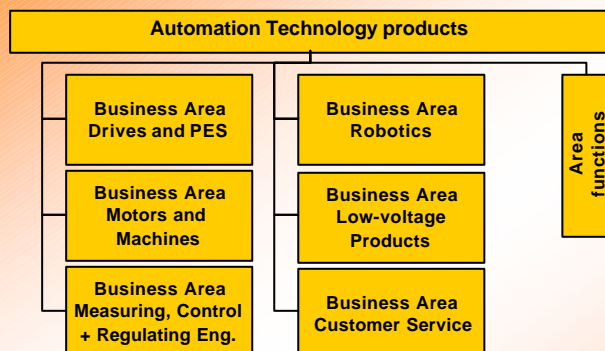 Automation Technology products
Business Area
Drives and PES
Business Area
Motors and
Machines
Business Area
Measuring, Control
+ Regulating Eng.
Business Area
Robotics
Business Area
Low-voltage
Products
Business Area
Customer Service
Area
functions